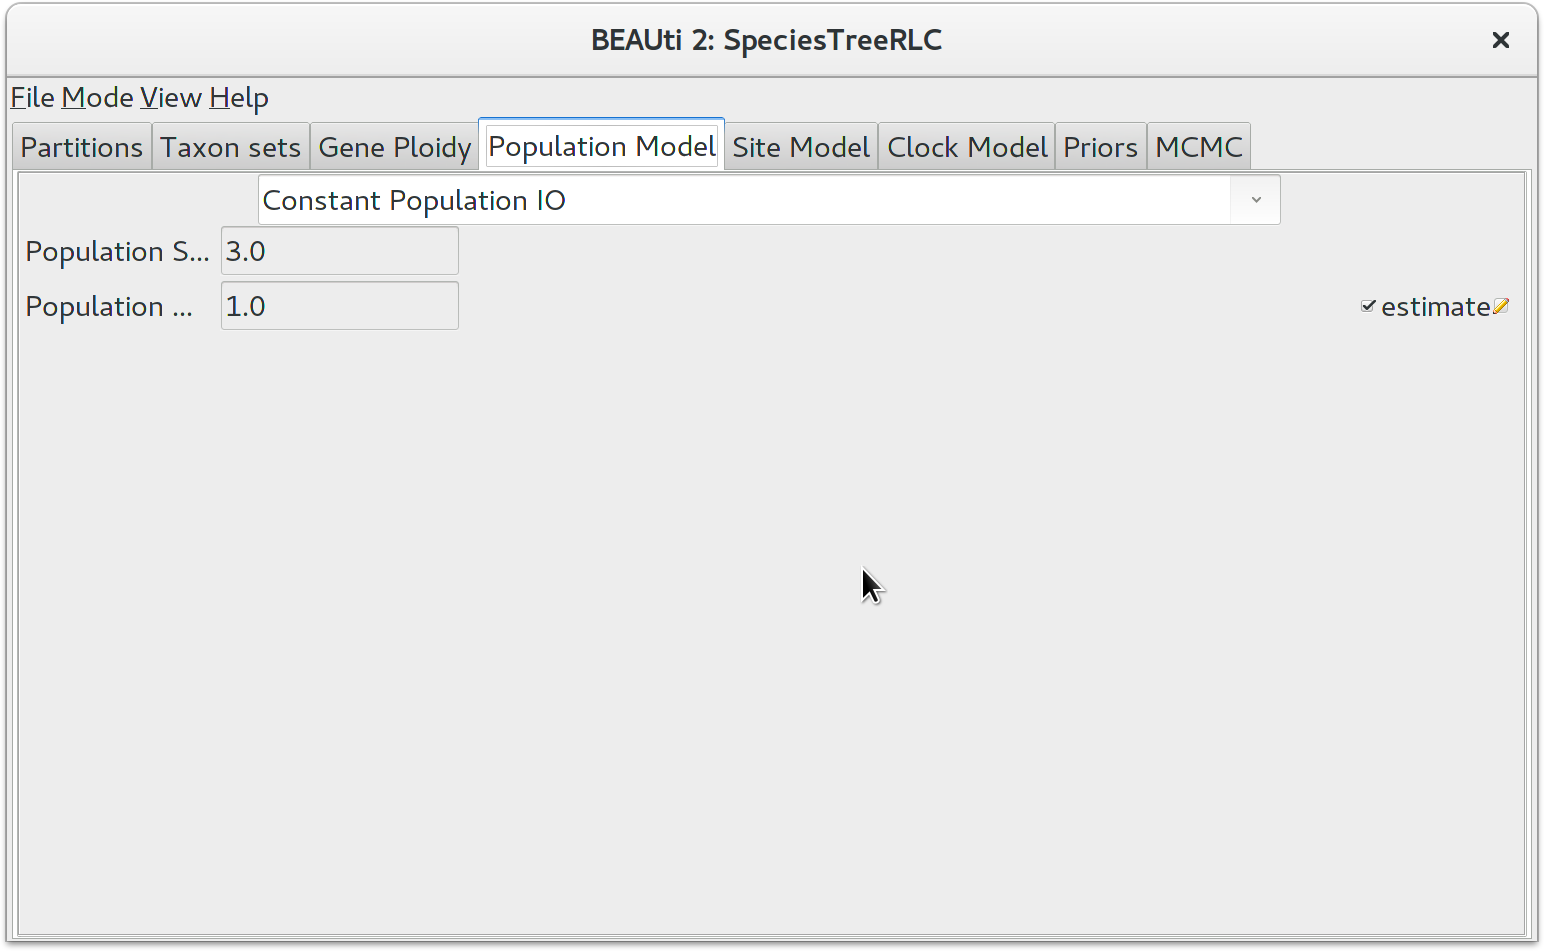 BEAUti 2: SpeciesTreeRLC
File Mode View Help
Partitions Taxon sets Gene Ploidy Population Model Site Model Clock Model Priors MCMC
Constant Population IO
Population S... 3.0
Population ... 1.0 estimate